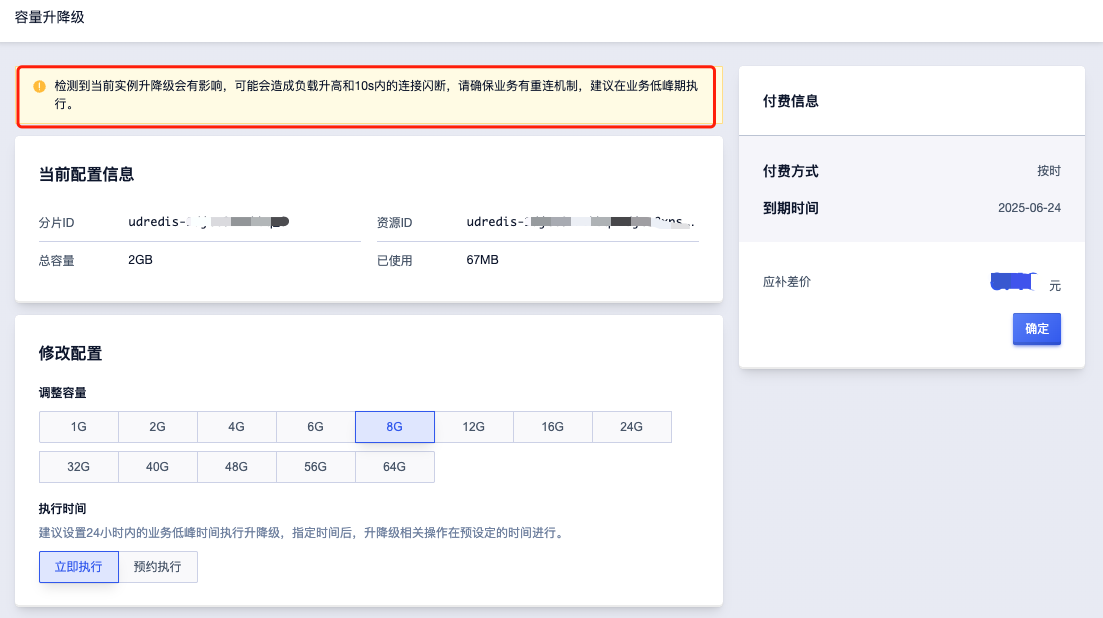 容量升降级
检测到当前实例升降级会有影响，可能会造成负载升高和10s内的连接闪断，请确保业务有重连机制，建议在业务低峰期执
行。
当前配置信息
分片ID udredis-
资源ID udredis-
总容量 2GB
已使用 67MB
修改配置
调整容量
1G 2G 4G 6G 8G 12G 16G 24G
32G 40G 48G 56G 64G
执行时间
建议设置24小时内的业务低峰时间执行升降级，指定时间后，升降级相关操作在预设定的时间进行。
立即执行 预约执行
付费信息
付费方式 按时
到期时间 2025-06-24
应补差价 元
确定